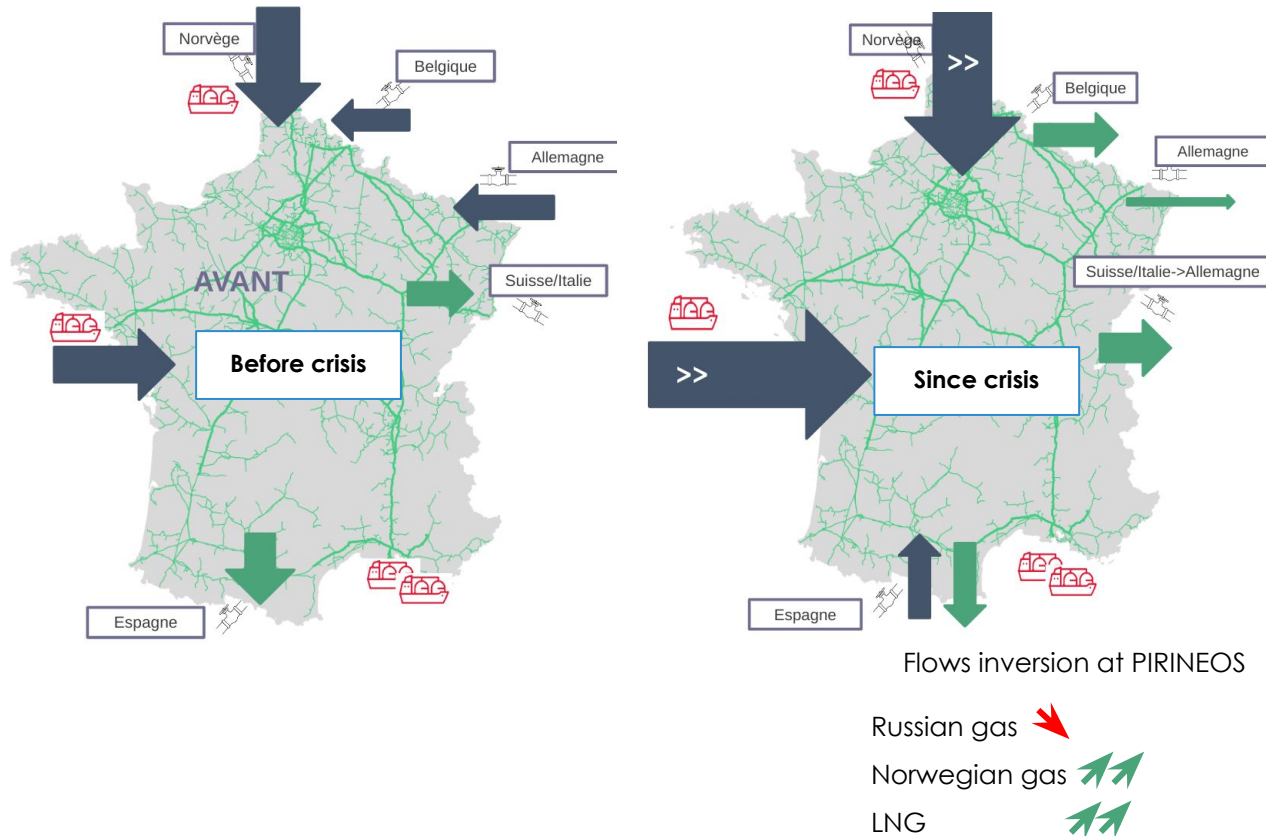 Norvège
Belgique
Allemagne
AVANT
Suisse/Italie
Before crisis
Espagne
Norvège
>>
Belgique
Allemagne
Suisse/Italie->Allemagne
>>
Since crisis
Espagne
Flows inversion at PIRINEOS
Russian gas
Norwegian gas
LNG